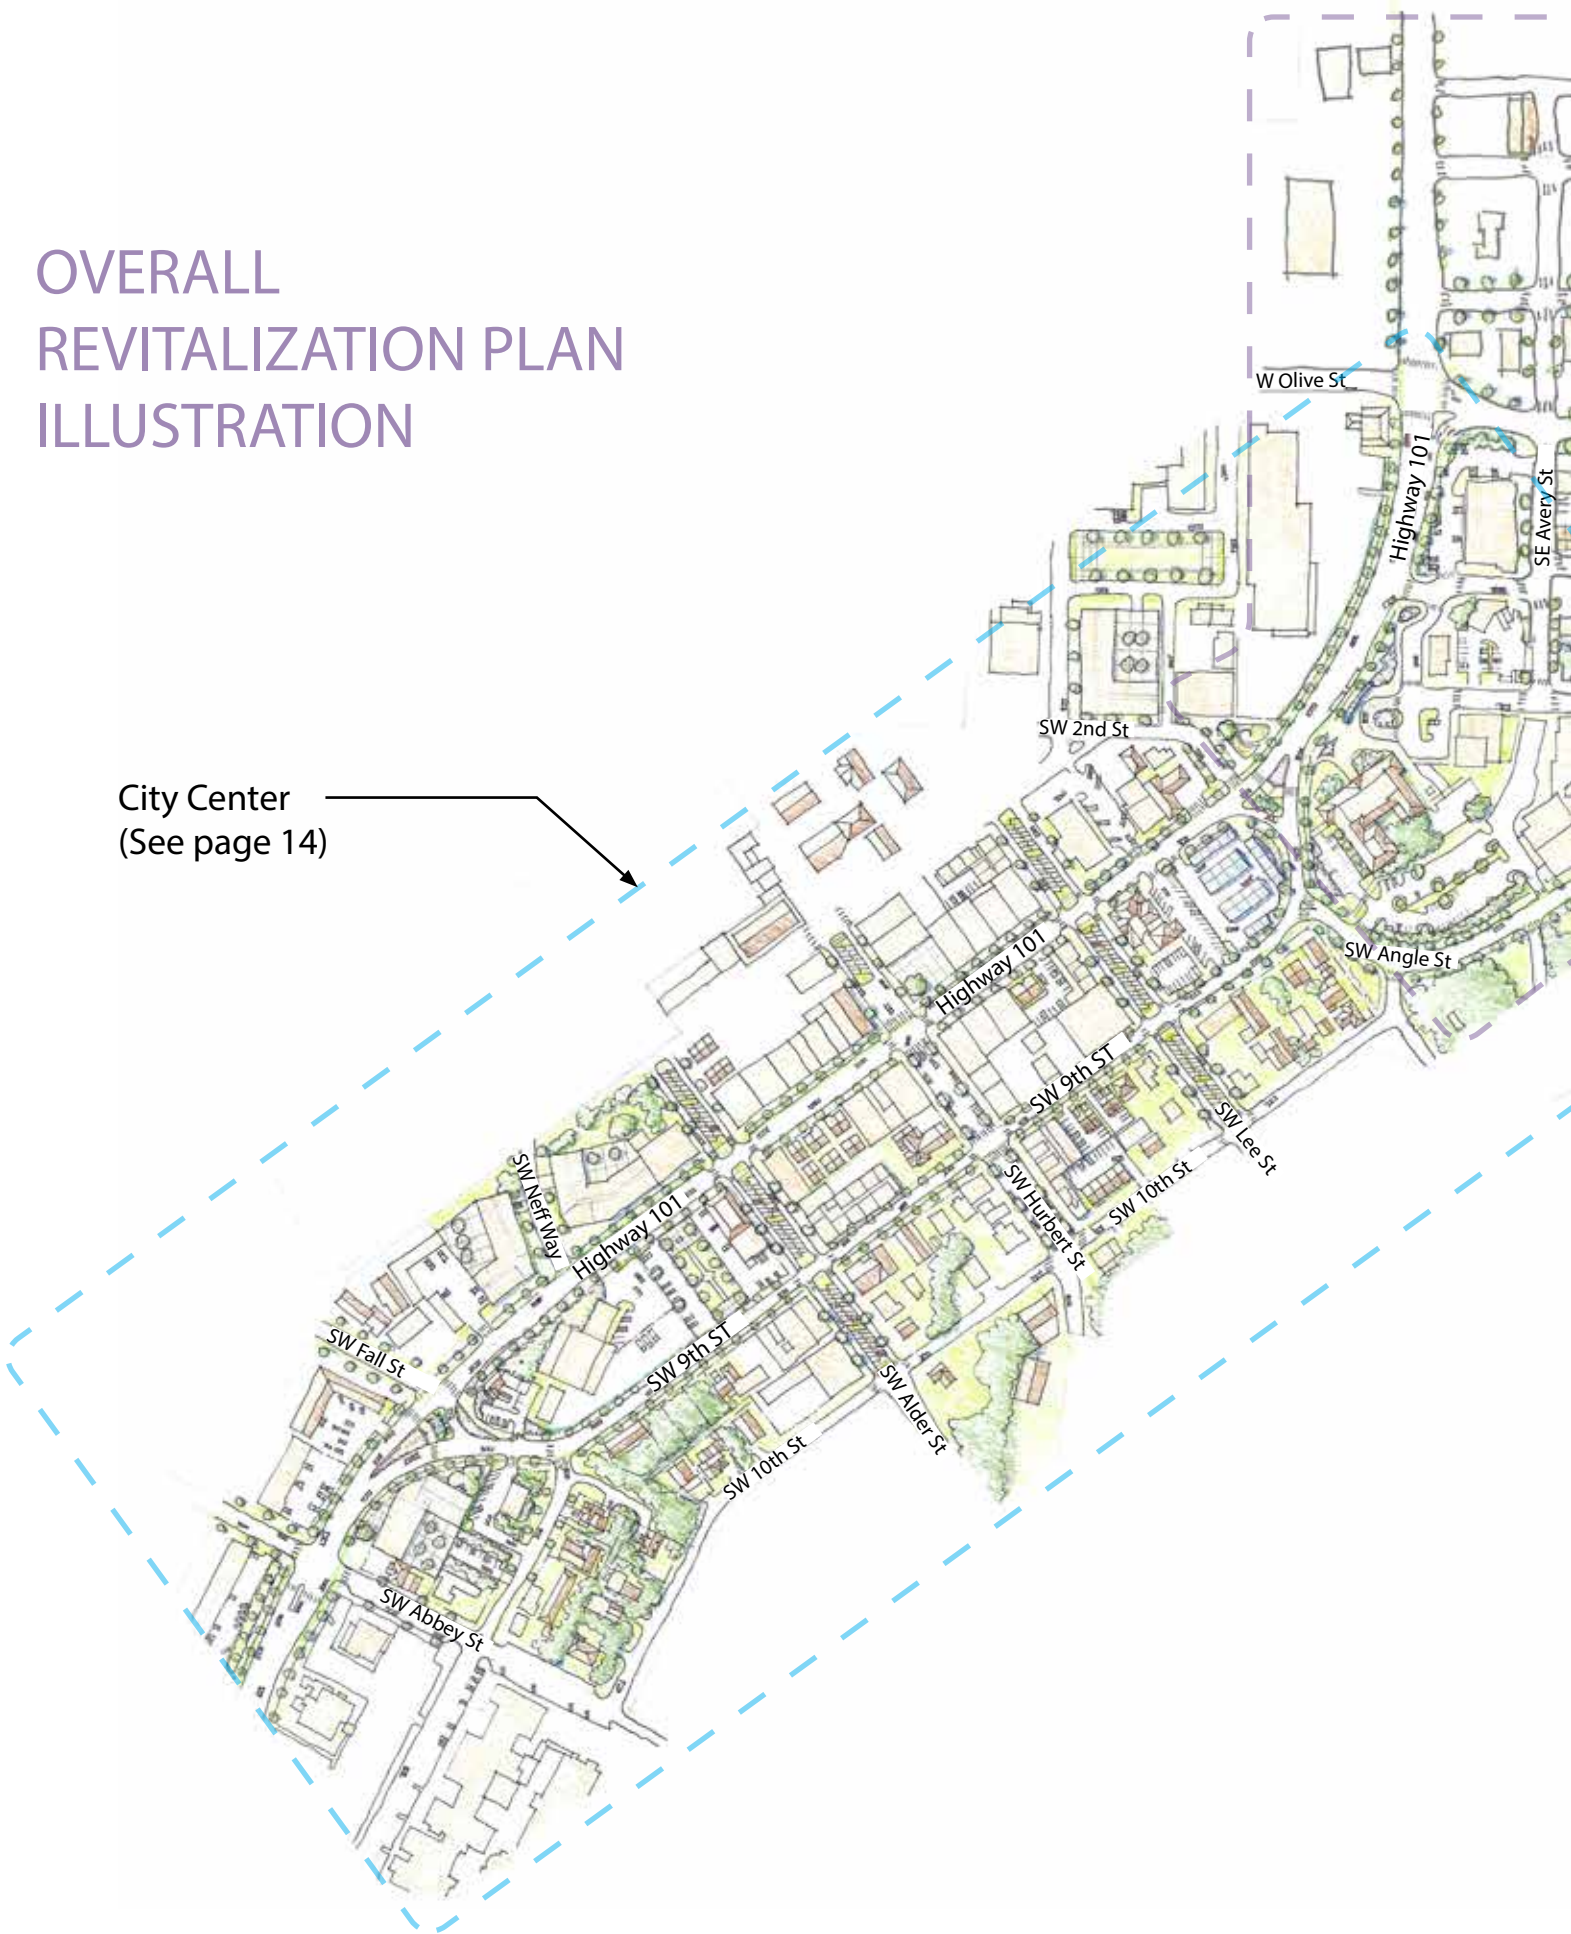 OVERALL
REVITALIZATION PLAN
ILLUSTRATION
W Olive St
Highway 101
SE Avery St
SW 2nd St
City Center
(See page 14)
Highway 101
SW Angle St
SW 9th ST
SW Lee St
SW 10th St
SW Hurbert St
SW Neff Way
Highway 101
SW Fall St
SW 9th ST
SW Alder St
SW 10th St
SW Abbey St